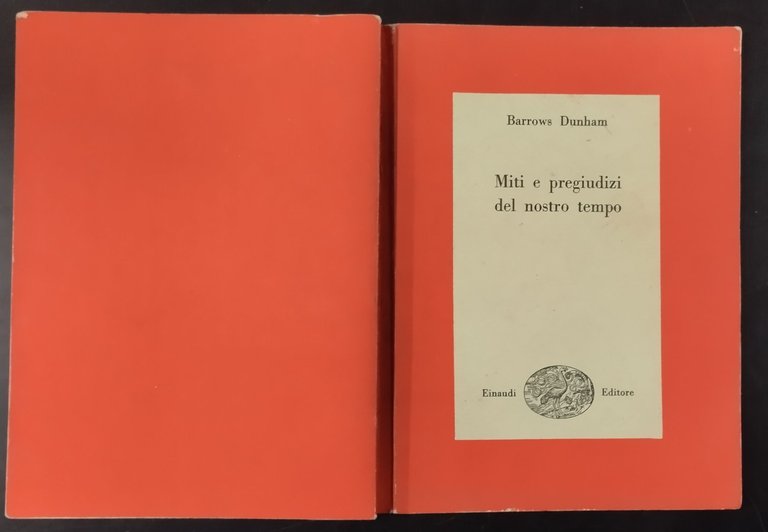 Barrows Dunham
Miti e pregiudizi
del nostro tempo
Einaudi Editore